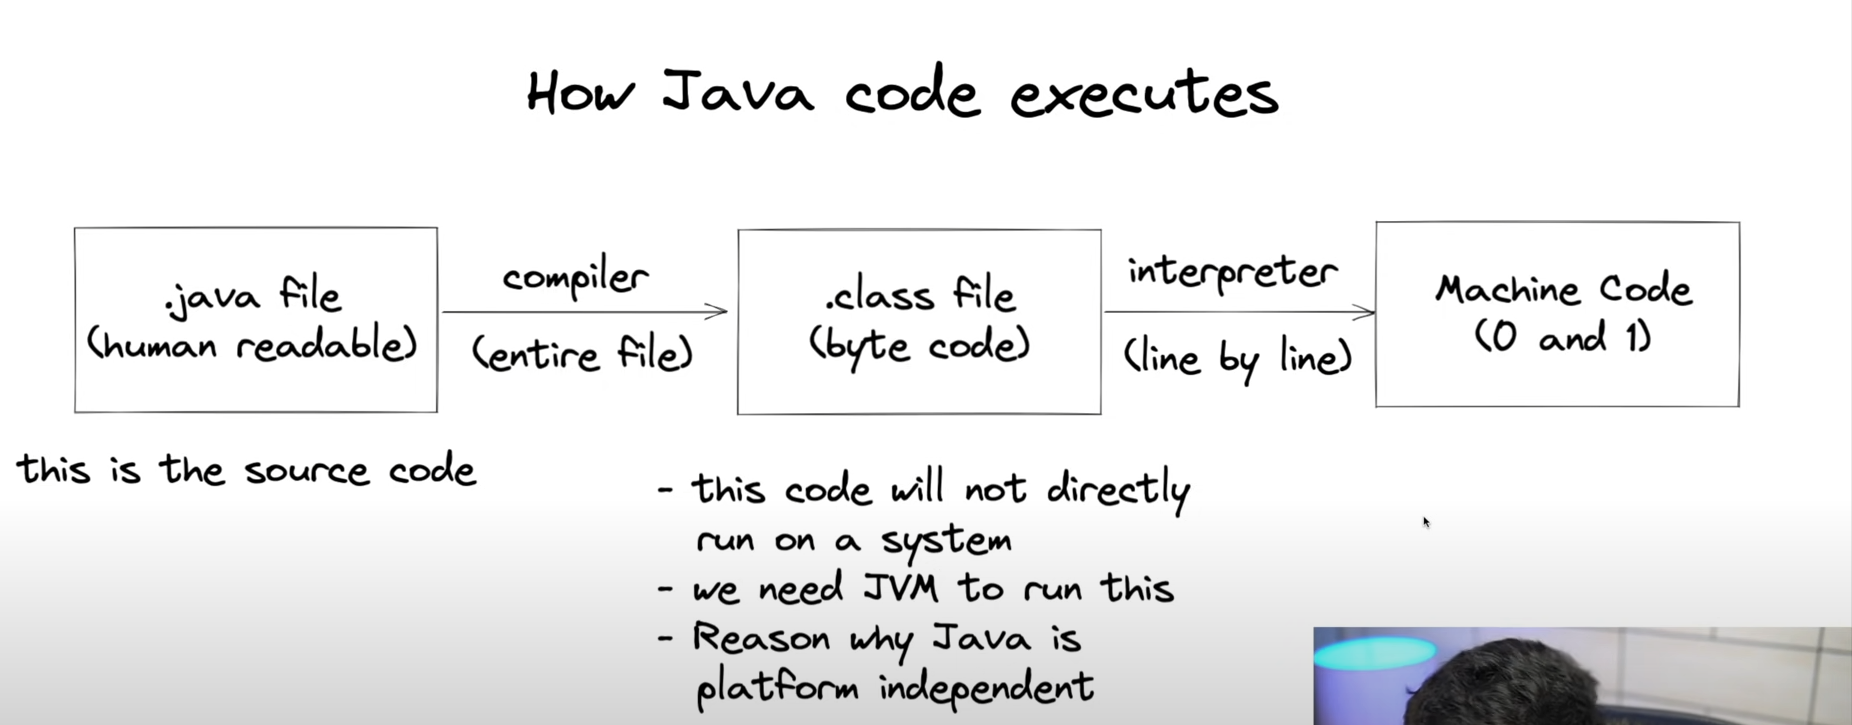 How Java code executes
.java file
(human readable)
compiler
(entire file)
.class file
(byte code)
interpreter
(line by line)
Machine Code
(0 and 1)
this is the source code
- this code will not directly
run on a system
- we need JVM to run this
- Reason why Java is
platform independent